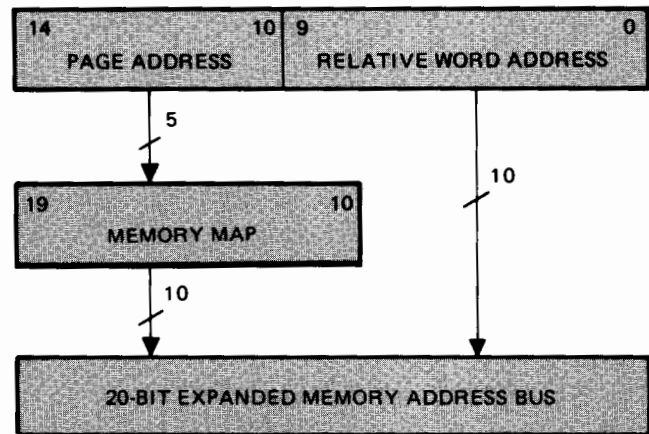 14 10 9 0
PAGE ADDRESS RELATIVE WORD ADDRESS
5
10
19 10
MEMORY MAP
10
20-BIT EXPANDED MEMORY ADDRESS BUS